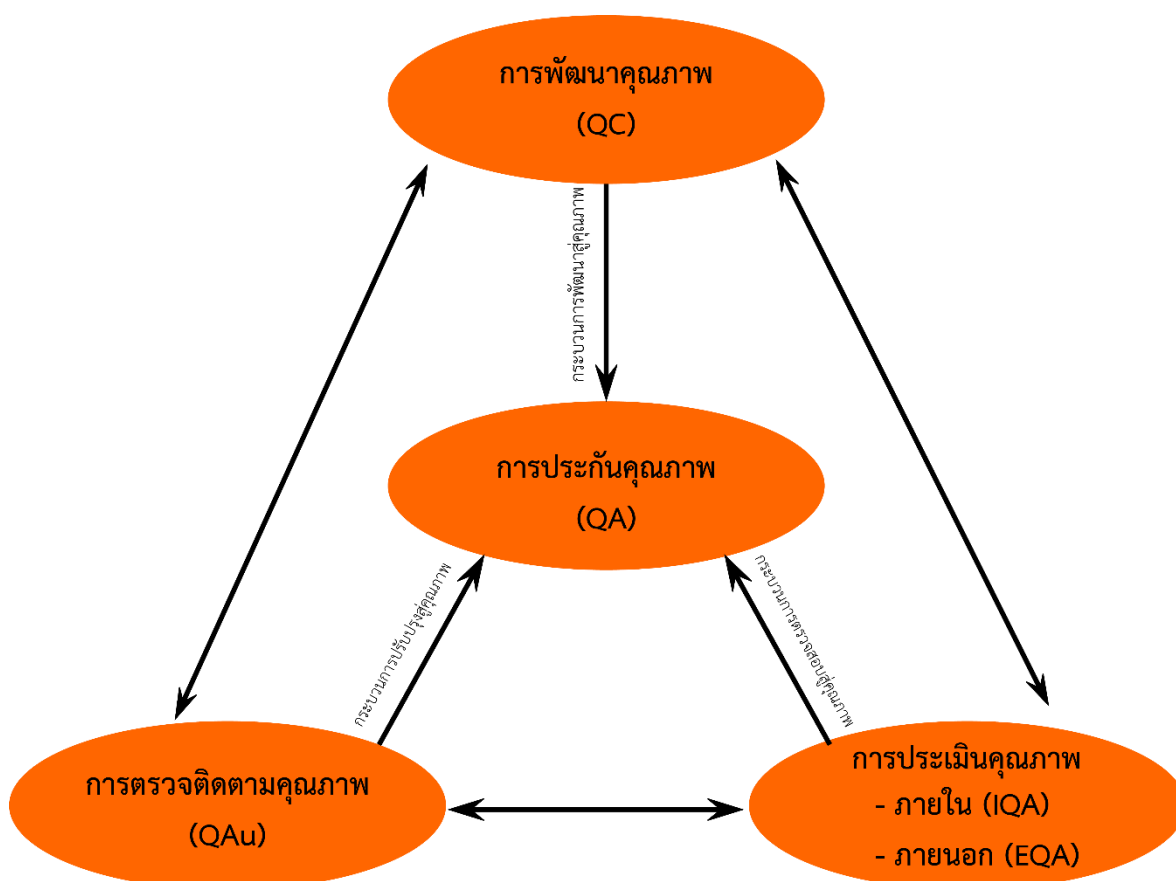 การพัฒนาคุณภาพ
(QC)
กระบวนการพัฒนาสู่คุณภาพ
การประกันคุณภาพ
(QA)
กระบวนการปรับปรุงสู่คุณภาพ
กระบวนการตรวจสอบสู่คุณภาพ
การตรวจติดตามคุณภาพ
(QAu)
การประเมินคุณภาพ
- ภายใน (IQA)
- ภายนอก (EQA)